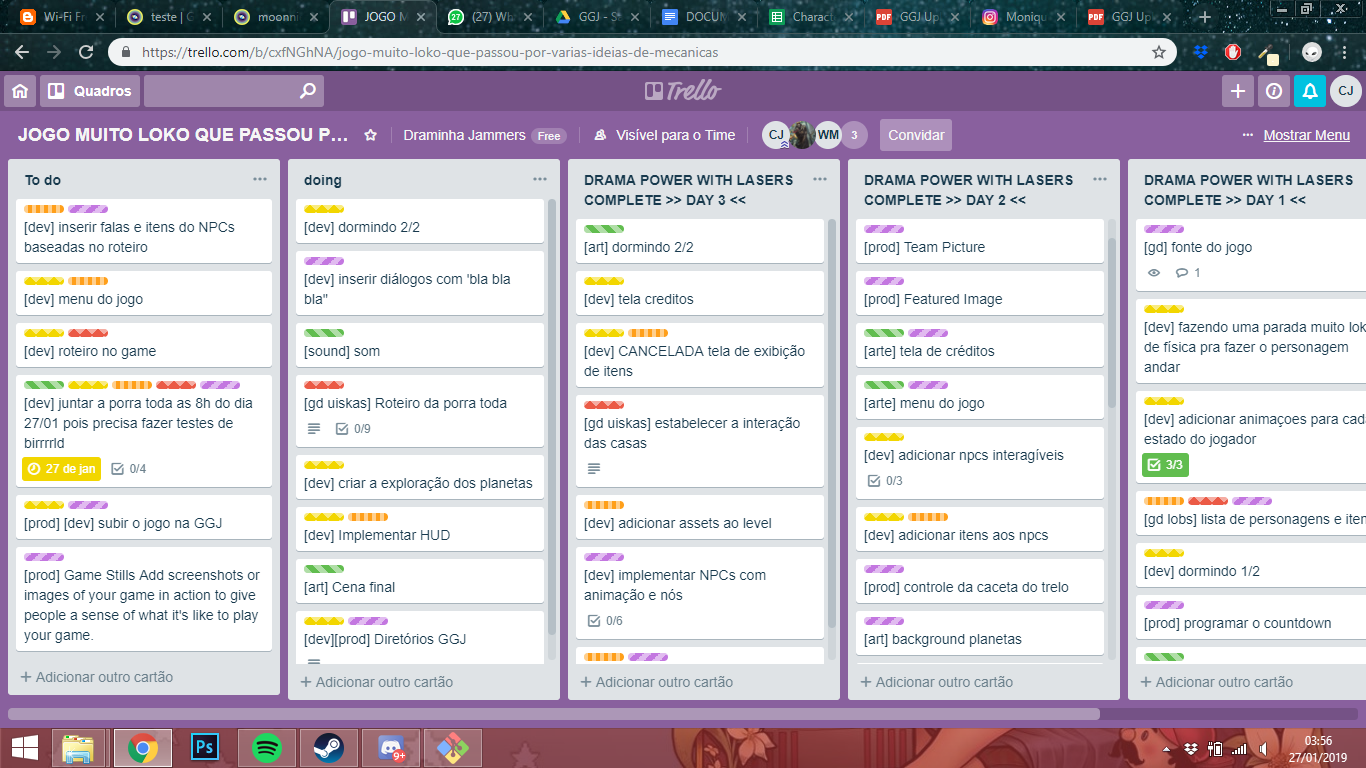 Wi-Fi Fr
teste | G
moonni
JOGO M
(27) Wh
GGJ - S
DOCUM
Charact
GGJ Up
Moniqu
GGJ Up
https://trello.com/b/cxfNGhNA/jogo-muito-loko-que-passou-por-varias-ideias-de-mecanicas
Quadros
Trello
CJ
JOGO MUITO LOKO QUE PASSOU P...
Draminha Jammers Free
Visível para o Time
CJ
WM
3
Convidar
Mostrar Menu
To do
[dev] inserir falas e itens do NPCs
baseadas no roteiro
[dev] menu do jogo
[dev] roteiro no game
[dev] juntar a porra toda as 8h do dia
27/01 pois precisa fazer testes de
birrrrld
27 de jan
0/4
[prod] [dev] subir o jogo na GGJ
[prod] Game Stills Add screenshots or
images of your game in action to give
people a sense of what it's like to play
your game.
+ Adicionar outro cartão
doing
[dev] dormindo 2/2
[dev] inserir diálogos com 'bla bla
bla"
[sound] som
[gd uiskas] Roteiro da porra toda
0/9
[dev] criar a exploração dos planetas
[dev] Implementar HUD
[art] Cena final
[dev][prod] Diretórios GGJ
+ Adicionar outro cartão
DRAMA POWER WITH LASERS
COMPLETE >> DAY 3 <<
[art] dormindo 2/2
[dev] tela creditos
[dev] CANCELADA tela de exibição
de itens
[gd uiskas] estabelecer a interação
das casas
[dev] adicionar assets ao level
[dev] implementar NPCs com
animação e nós
0/6
+ Adicionar outro cartão
DRAMA POWER WITH LASERS
COMPLETE >> DAY 2 <<
[prod] Team Picture
[prod] Featured Image
[arte] tela de créditos
[arte] menu do jogo
[dev] adicionar npcs interagíveis
0/3
[dev] adicionar itens aos npcs
[prod] controle da caceta do trelo
[art] background planetas
+ Adicionar outro cartão
DRAMA POWER WITH LASERS
COMPLETE >> DAY 1 <<
[gd] fonte do jogo
1
[dev] fazendo uma parada muito lok
de física pra fazer o personagem
andar
[dev] adicionar animaçoes para cada
estado do jogador
3/3
[gd lobs] lista de personagens e iten
[dev] dormindo 1/2
[prod] programar o countdown
+ Adicionar outro cartão
Ps
9+
03:56
27/01/2019